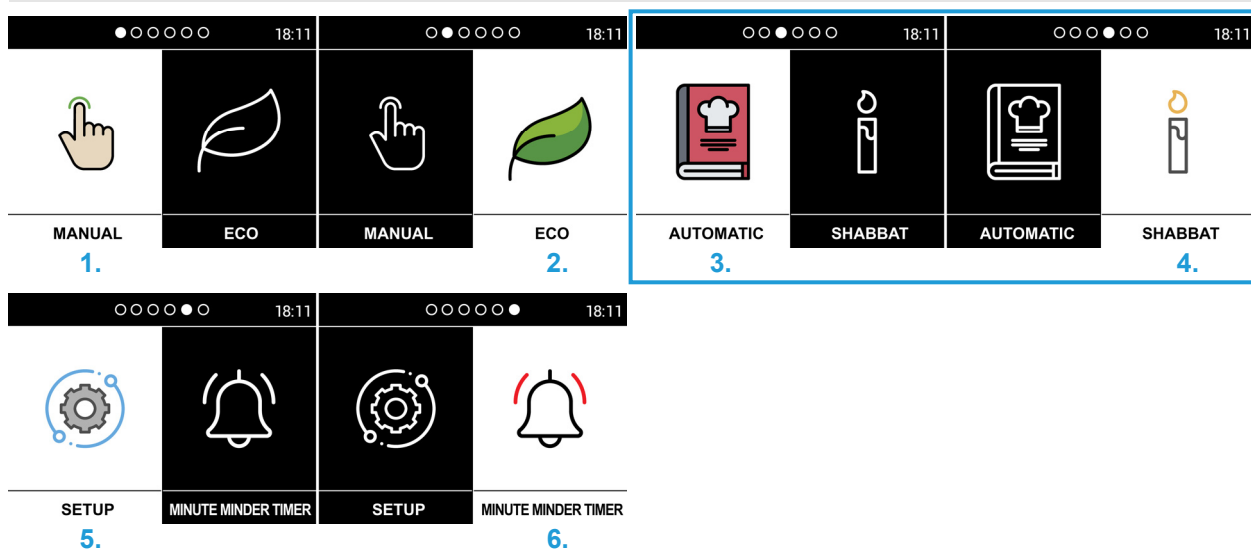 18:11
MANUAL ECO
1.
18:11
MANUAL ECO
2.
18:11
AUTOMATIC SHABBAT
3.
18:11
AUTOMATIC SHABBAT
4.
18:11
SETUP MINUTE MINDER TIMER
5.
18:11
SETUP MINUTE MINDER TIMER
6.